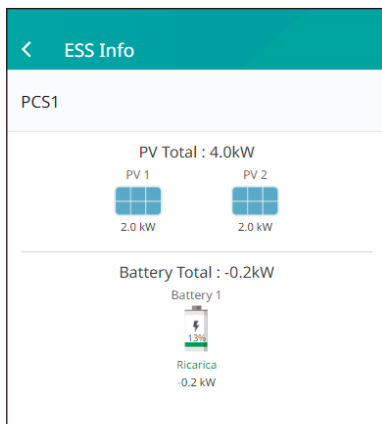 ESS Info
PCS1
PV Total : 4.0kW
PV 1 PV 2
2.0 kW 2.0 kW
Battery Total : -0.2kW
Battery 1
13%
Ricarica
-0.2 kW